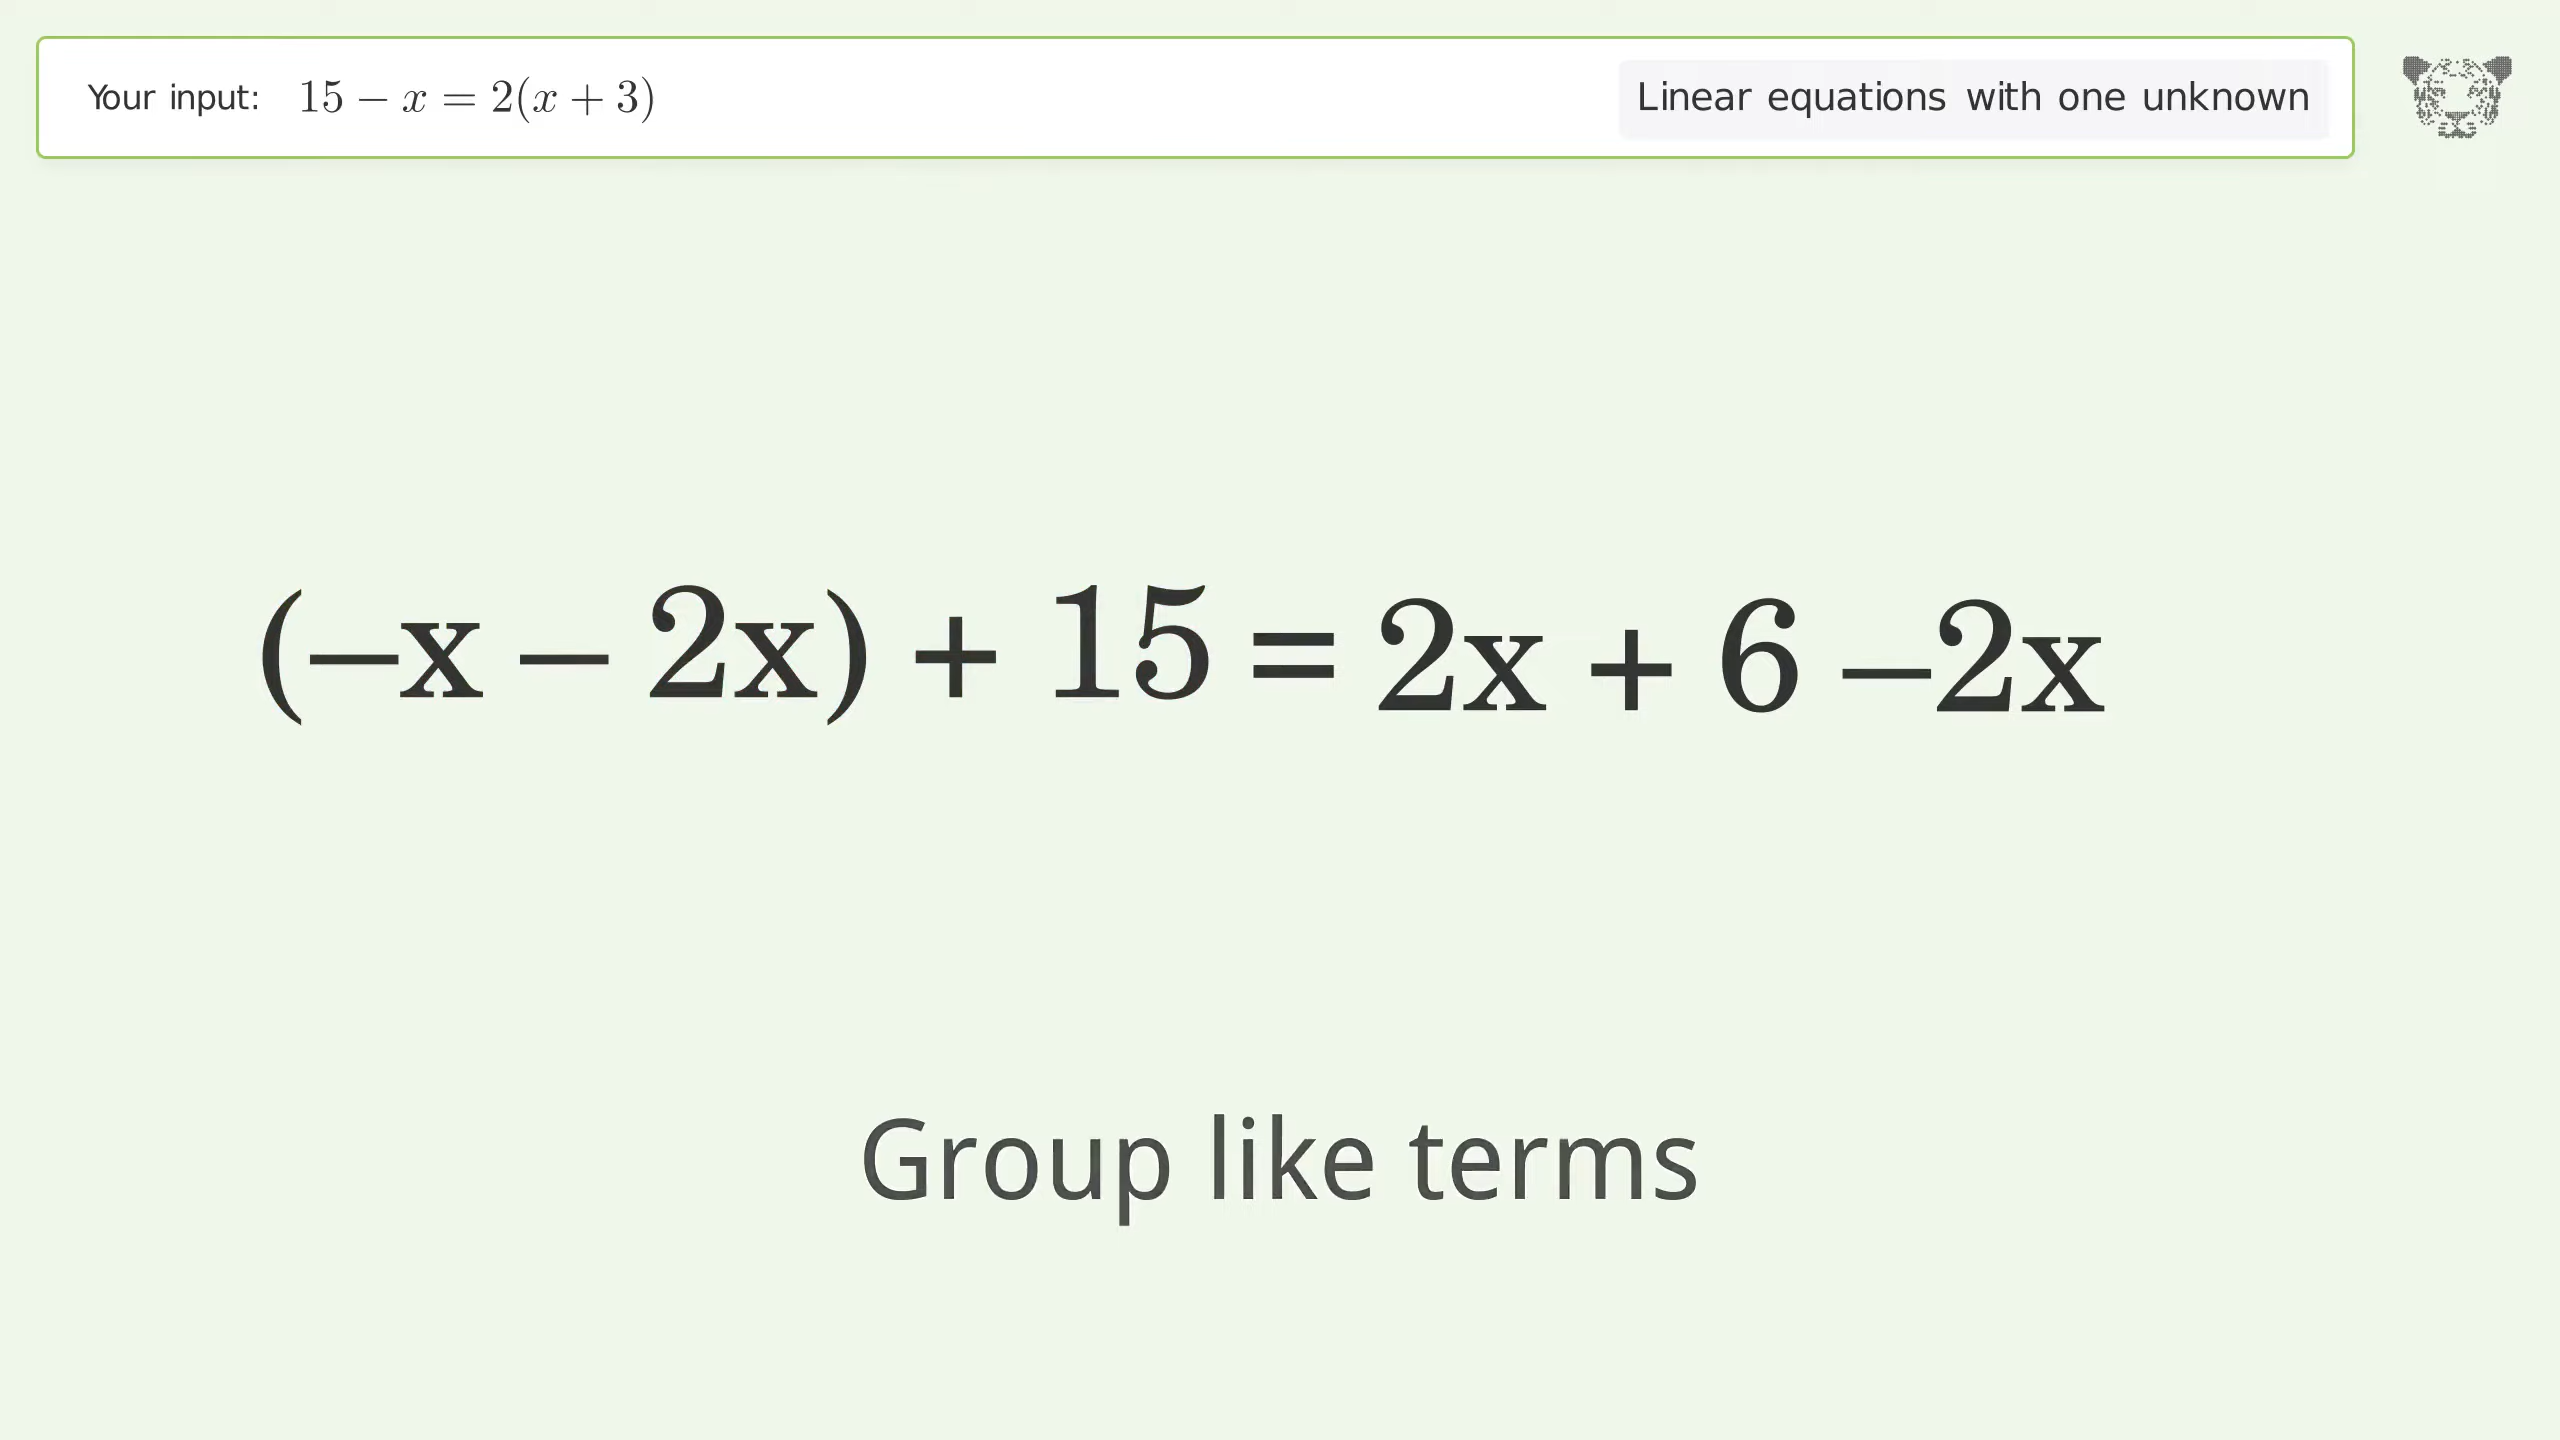 Your input: 15 − x = 2(x + 3)
Linear equations with one unknown
(−x − 2x) + 15 = 2x + 6 −2x
Group like terms